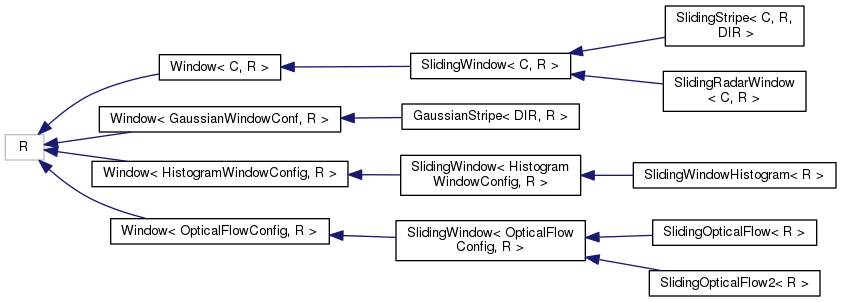 SlidingStripe< C, R,
DIR >
Window< C, R >
SlidingWindow< C, R >
SlidingRadarWindow
< C, R >
Window< GaussianWindowConf, R >
GaussianStripe< DIR, R >
R
Window< HistogramWindowConfig, R >
SlidingWindow< Histogram
WindowConfig, R >
SlidingWindowHistogram< R >
Window< OpticalFlowConfig, R >
SlidingWindow< OpticalFlow
Config, R >
SlidingOpticalFlow< R >
SlidingOpticalFlow2< R >